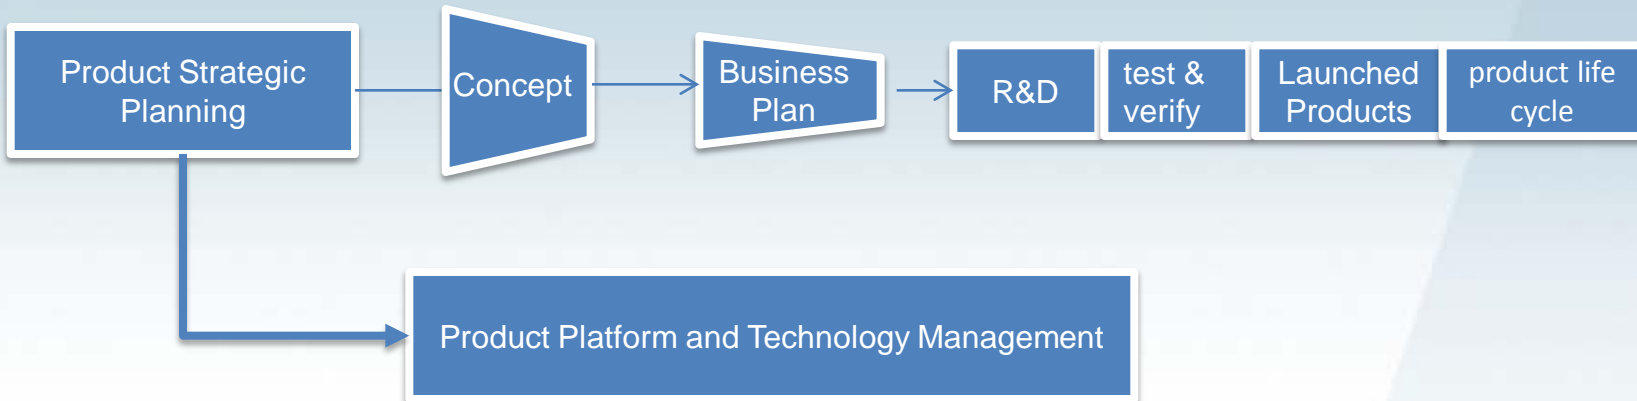 Product Strategic
Planning
Concept
Business
Plan
R&D
test &
verify
Launched
Products
product life
cycle
Product Platform and Technology Management